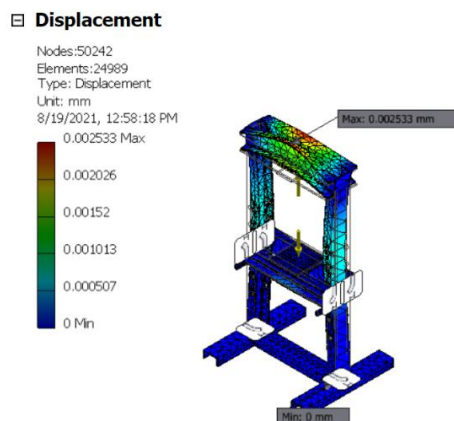 Displacement
Nodes:50242
Elements:24989
Type: Displacement
Unit: mm
8/19/2021, 12:58:18 PM
0.002533 Max
0.002026
0.00152
0.001013
0.000507
0 Min
Max: 0.002533 mm
Min: 0 mm